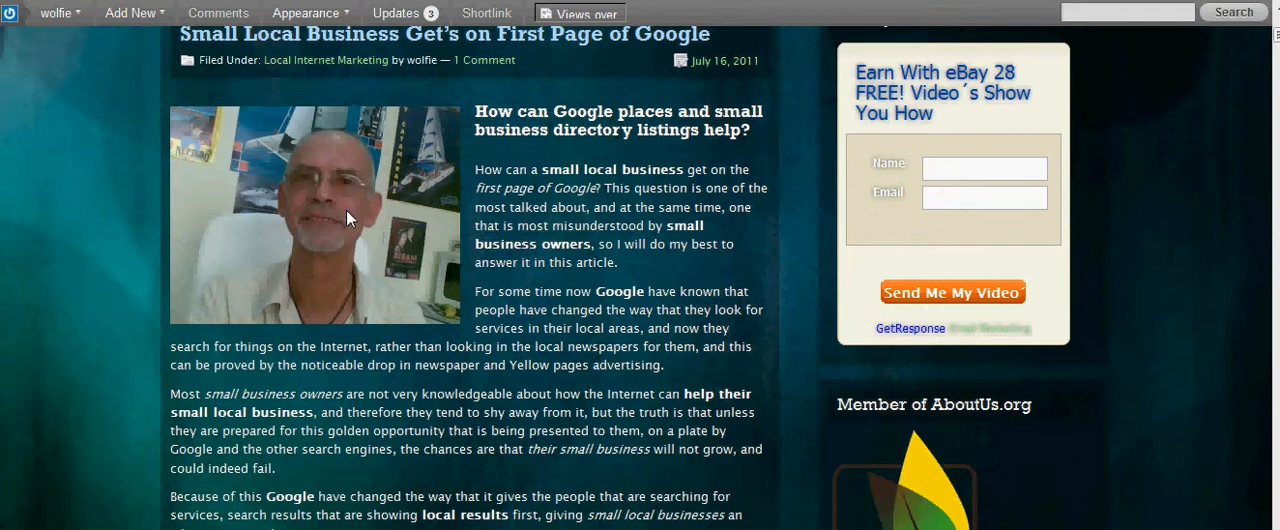 wolfie Add New Comments Appearance Updates 3 Shortlink Views over Search
Small Local Business Get's on First Page of Google
Filed Under: Local Internet Marketing by wolfie — 1 Comment July 16, 2011
How can Google places and small
business directory listings help?
How can a small local business get on the
first page of Google? This question is one of the
most talked about, and at the same time, one
that is most misunderstood by small
business owners, so I will do my best to
answer it in this article.
For some time now Google have known that
people have changed the way that they look for
services in their local areas, and now they
search for things on the Internet, rather than looking in the local newspapers for them, and this
can be proved by the noticeable drop in newspaper and Yellow pages advertising.
Most small business owners are not very knowledgeable about how the Internet can help their
small local business, and therefore they tend to shy away from it, but the truth is that unless
they are prepared for this golden opportunity that is being presented to them, on a plate by
Google and the other search engines, the chances are that their small business will not grow, and
could indeed fail.
Because of this Google have changed the way that it gives the people that are searching for
services, search results that are showing local results first, giving small local businesses an
Earn With eBay 28
FREE! Video´s Show
You How
Name
Email
Send Me My Video´
GetResponse Email Marketing
Member of AboutUs.org
CATAMARAN